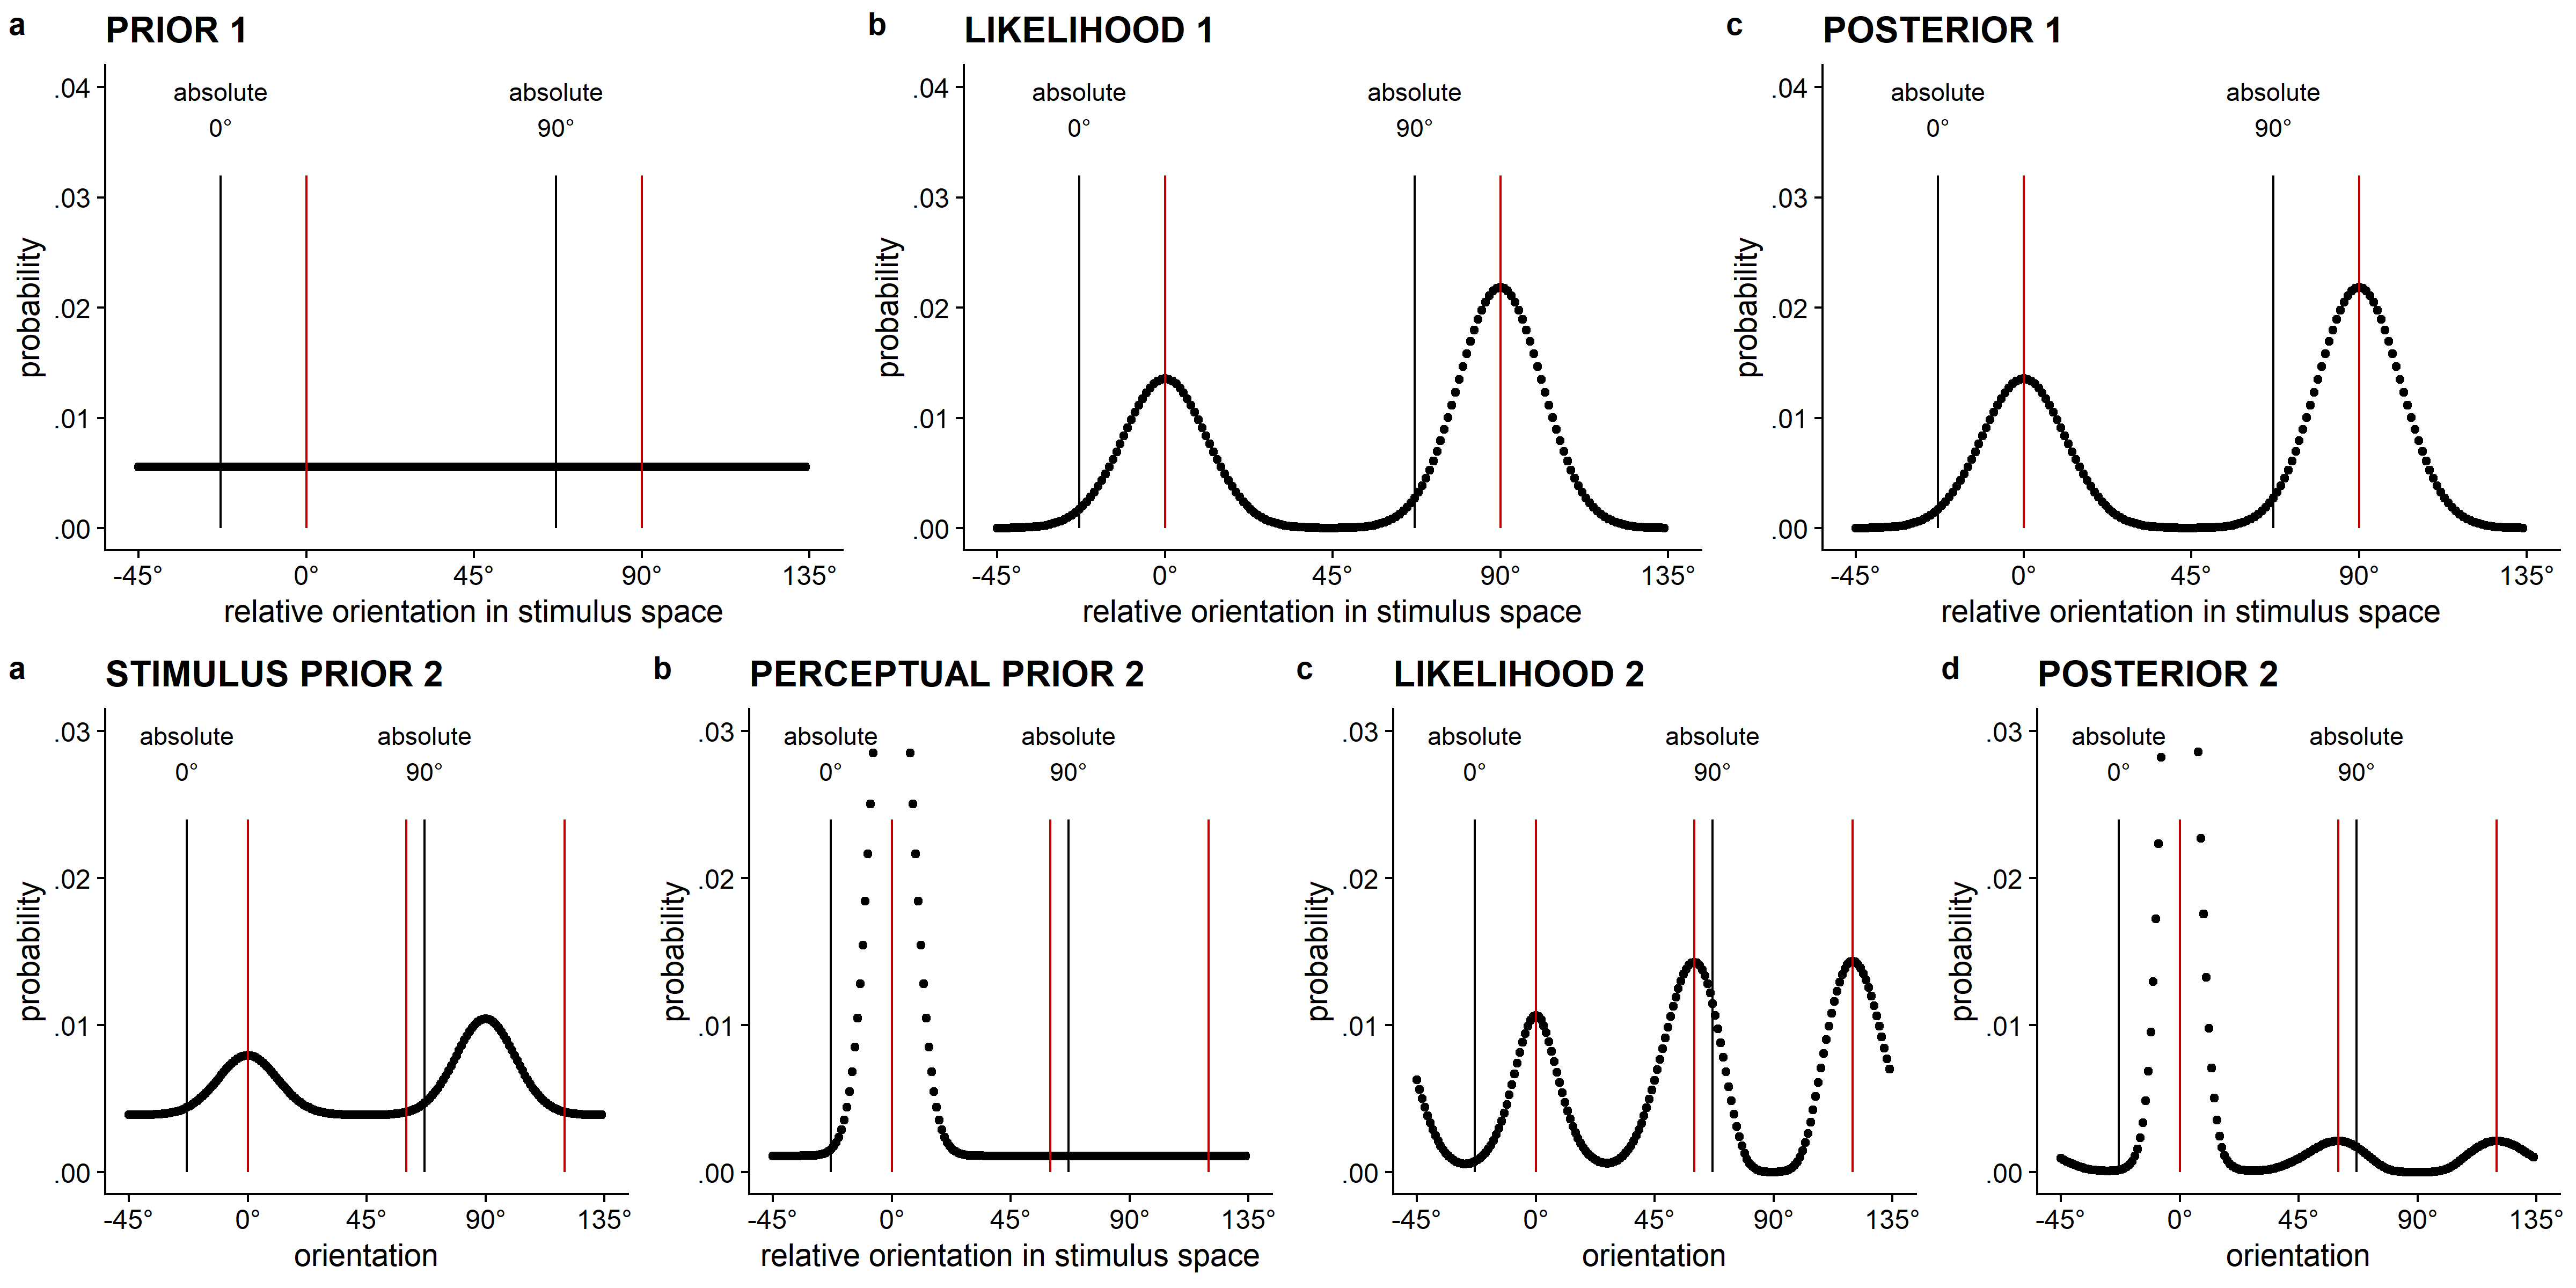 a PRIOR 1
absolute 0°
absolute 90°
.04
.03
.02
.01
.00
probability
-45° 0° 45° 90° 135°
relative orientation in stimulus space
b LIKELIHOOD 1
absolute 0°
absolute 90°
.04
.03
.02
.01
.00
probability
-45° 0° 45° 90° 135°
relative orientation in stimulus space
c POSTERIOR 1
absolute 0°
absolute 90°
.04
.03
.02
.01
.00
probability
-45° 0° 45° 90° 135°
relative orientation in stimulus space
a STIMULUS PRIOR 2
absolute 0°
absolute 90°
.03
.02
.01
.00
probability
-45° 0° 45° 90° 135°
orientation
b PERCEPTUAL PRIOR 2
absolute 0°
absolute 90°
.03
.02
.01
.00
probability
-45° 0° 45° 90° 135°
relative orientation in stimulus space
c LIKELIHOOD 2
absolute 0°
absolute 90°
.03
.02
.01
.00
probability
-45° 0° 45° 90° 135°
orientation
d POSTERIOR 2
absolute 0°
absolute 90°
.03
.02
.01
.00
probability
-45° 0° 45° 90° 135°
orientation